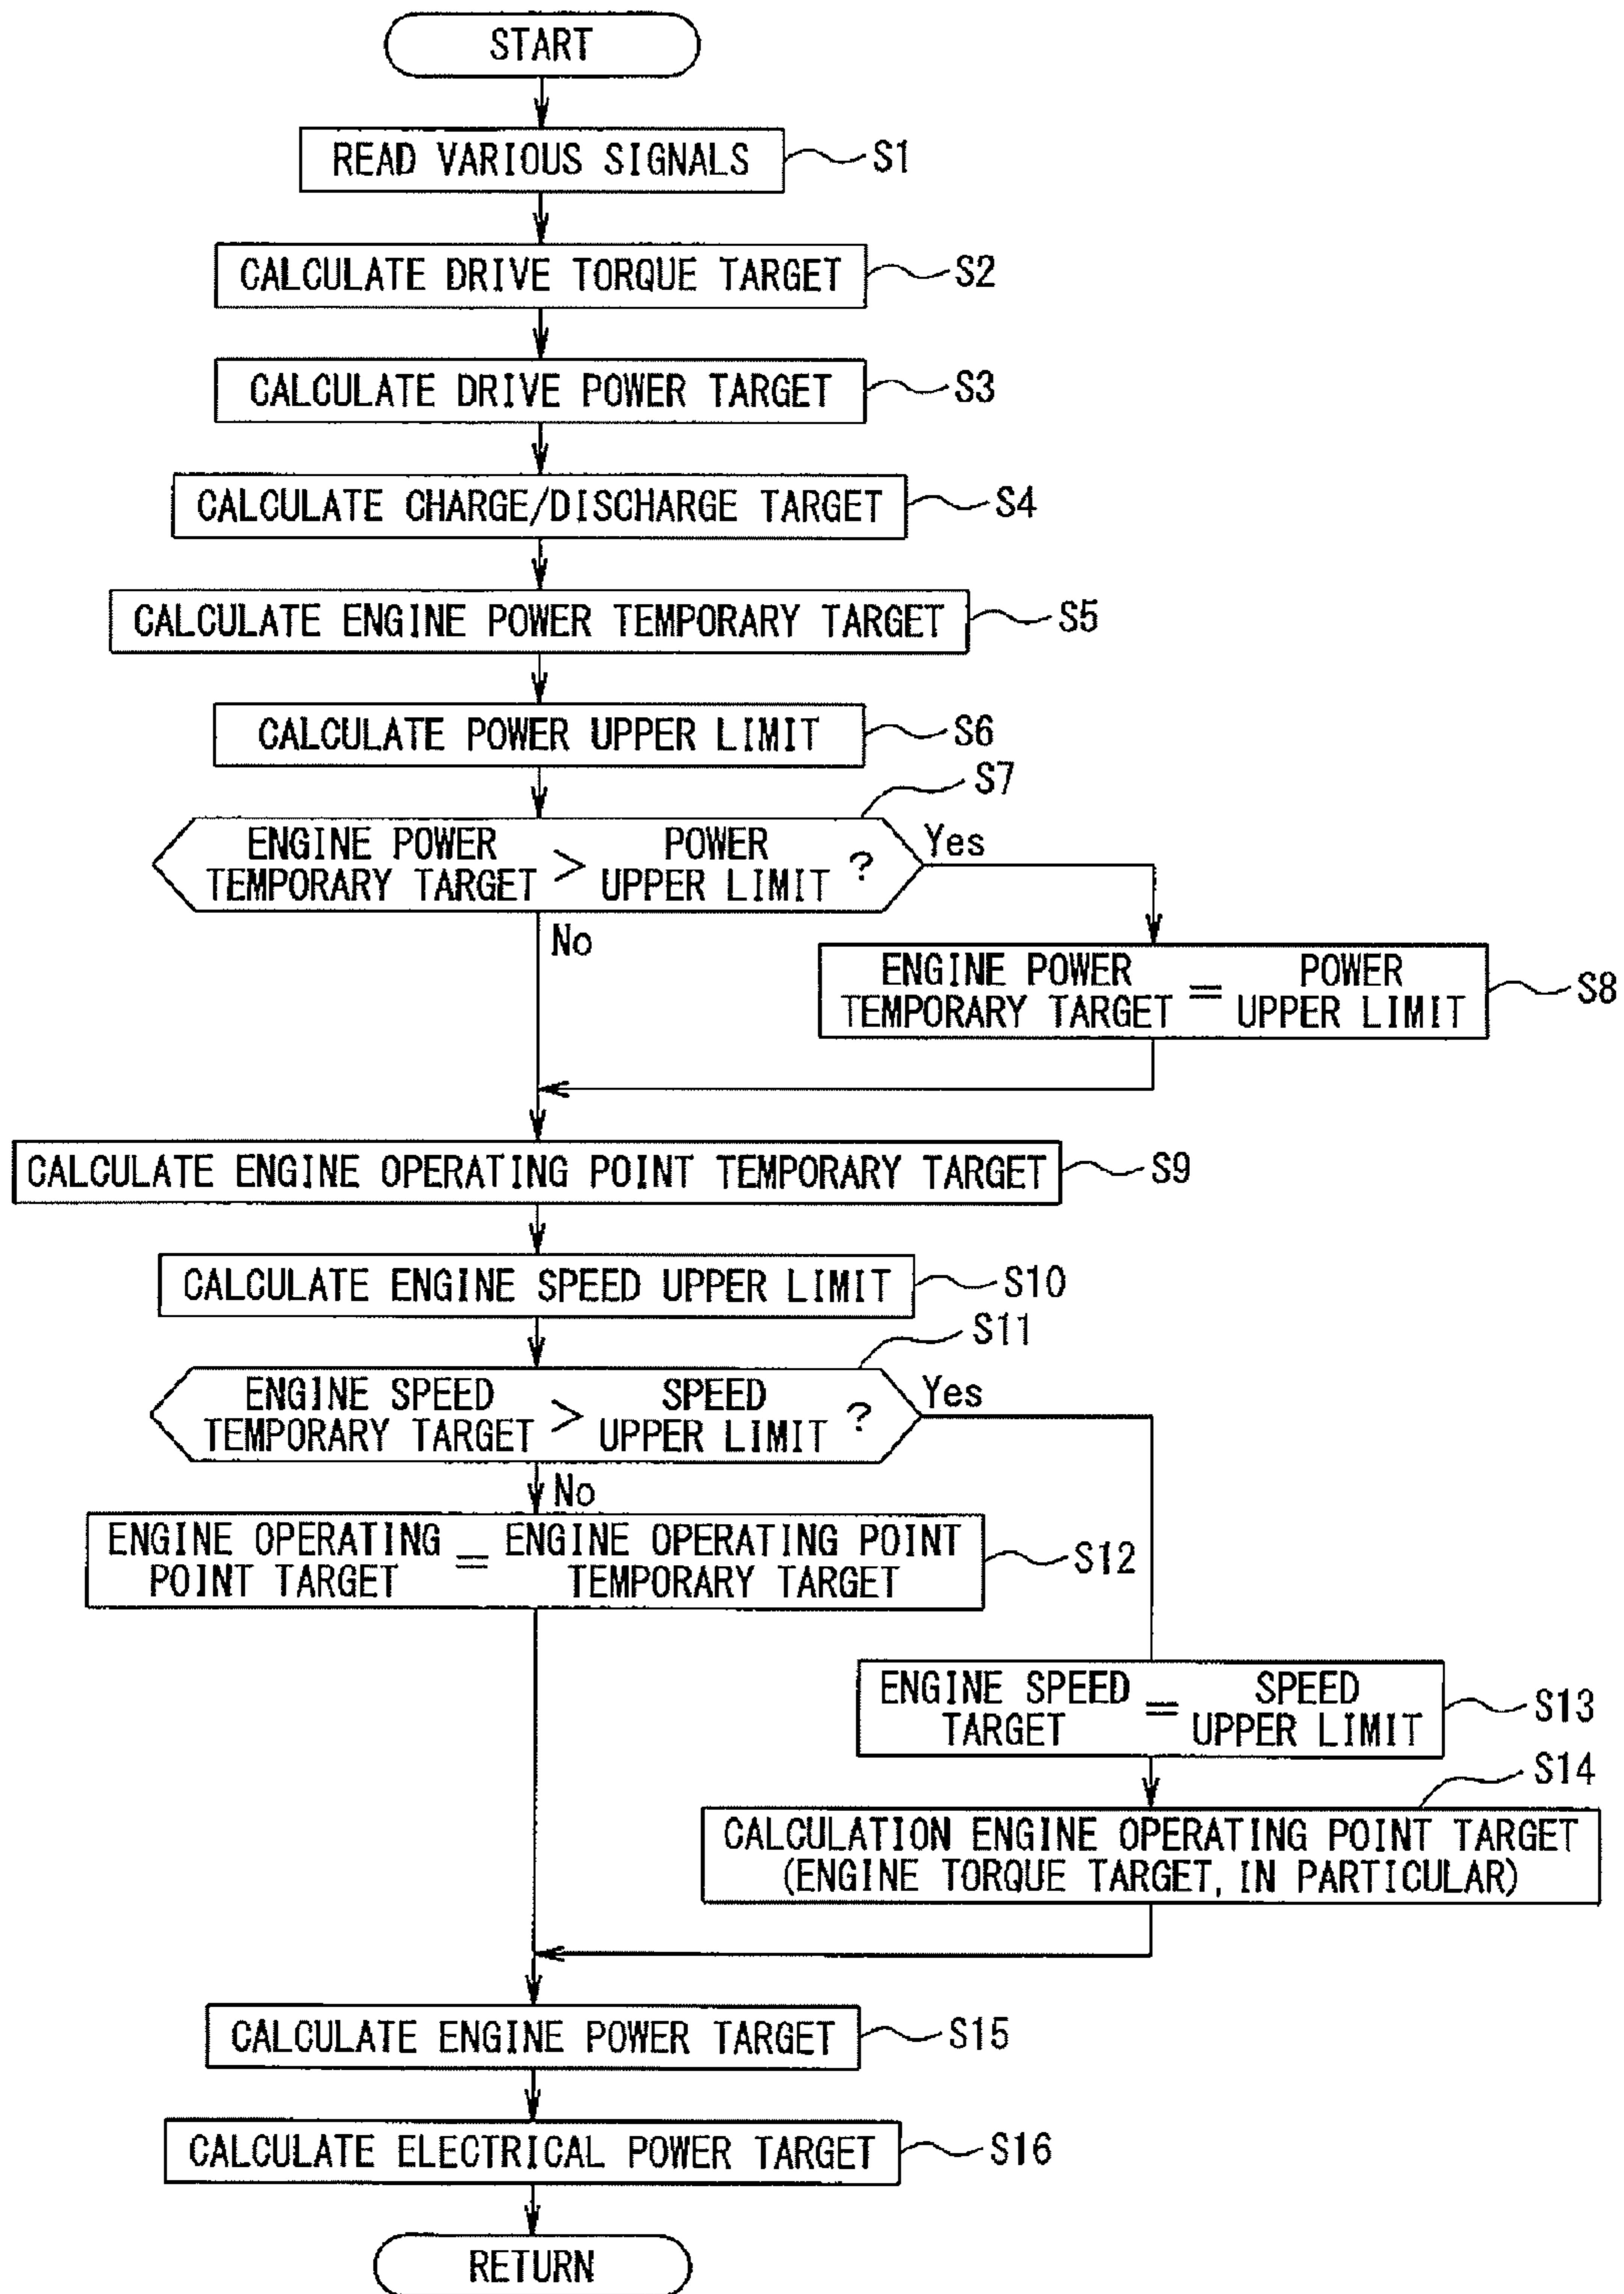 START
READ VARIOUS SIGNALS
S1
CALCULATE DRIVE TORQUE TARGET
S2
CALCULATE DRIVE POWER TARGET
S3
CALCULATE CHARGE/DISCHARGE TARGET
S4
CALCULATE ENGINE POWER TEMPORARY TARGET
S5
CALCULATE POWER UPPER LIMIT
S6
S7
ENGINE POWER
TEMPORARY TARGET > POWER
UPPER LIMIT ?
Yes
No
ENGINE POWER
TEMPORARY TARGET = POWER
UPPER LIMIT
S8
CALCULATE ENGINE OPERATING POINT TEMPORARY TARGET
S9
CALCULATE ENGINE SPEED UPPER LIMIT
S10
S11
ENGINE SPEED
TEMPORARY TARGET > SPEED
UPPER LIMIT ?
Yes
No
ENGINE OPERATING
POINT TARGET = ENGINE OPERATING POINT
TEMPORARY TARGET
S12
ENGINE SPEED
TARGET = SPEED
UPPER LIMIT
S13
S14
CALCULATION ENGINE OPERATING POINT TARGET
(ENGINE TORQUE TARGET, IN PARTICULAR)
CALCULATE ENGINE POWER TARGET
S15
CALCULATE ELECTRICAL POWER TARGET
S16
RETURN